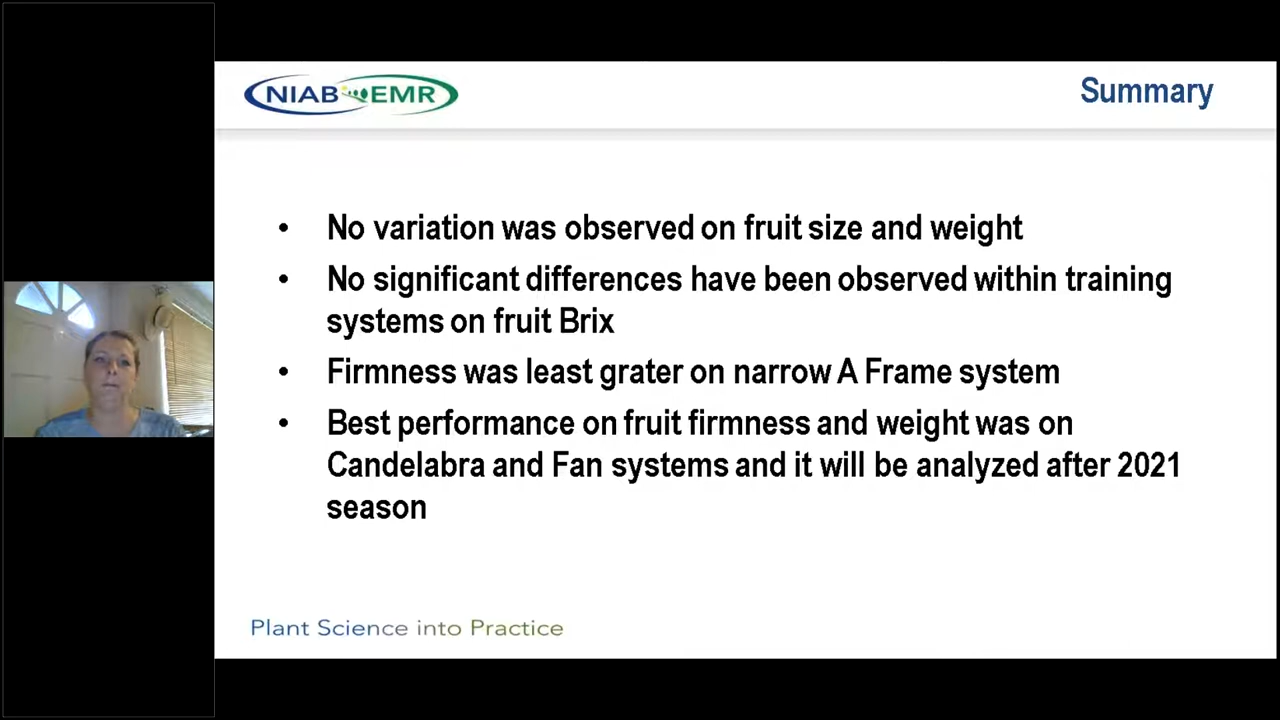 NIAB EMR
Summary
• No variation was observed on fruit size and weight
• No significant differences have been observed within training
systems on fruit Brix
• Firmness was least grater on narrow A Frame system
• Best performance on fruit firmness and weight was on
Candelabra and Fan systems and it will be analyzed after 2021
season
Plant Science into Practice